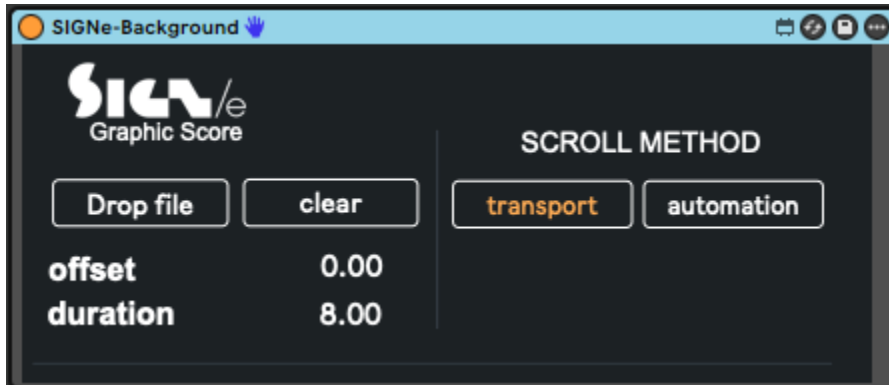 SIGNe-Background
SIGN/e
Graphic Score
SCROLL METHOD
Drop file clear transport automation
offset 0.00
duration 8.00